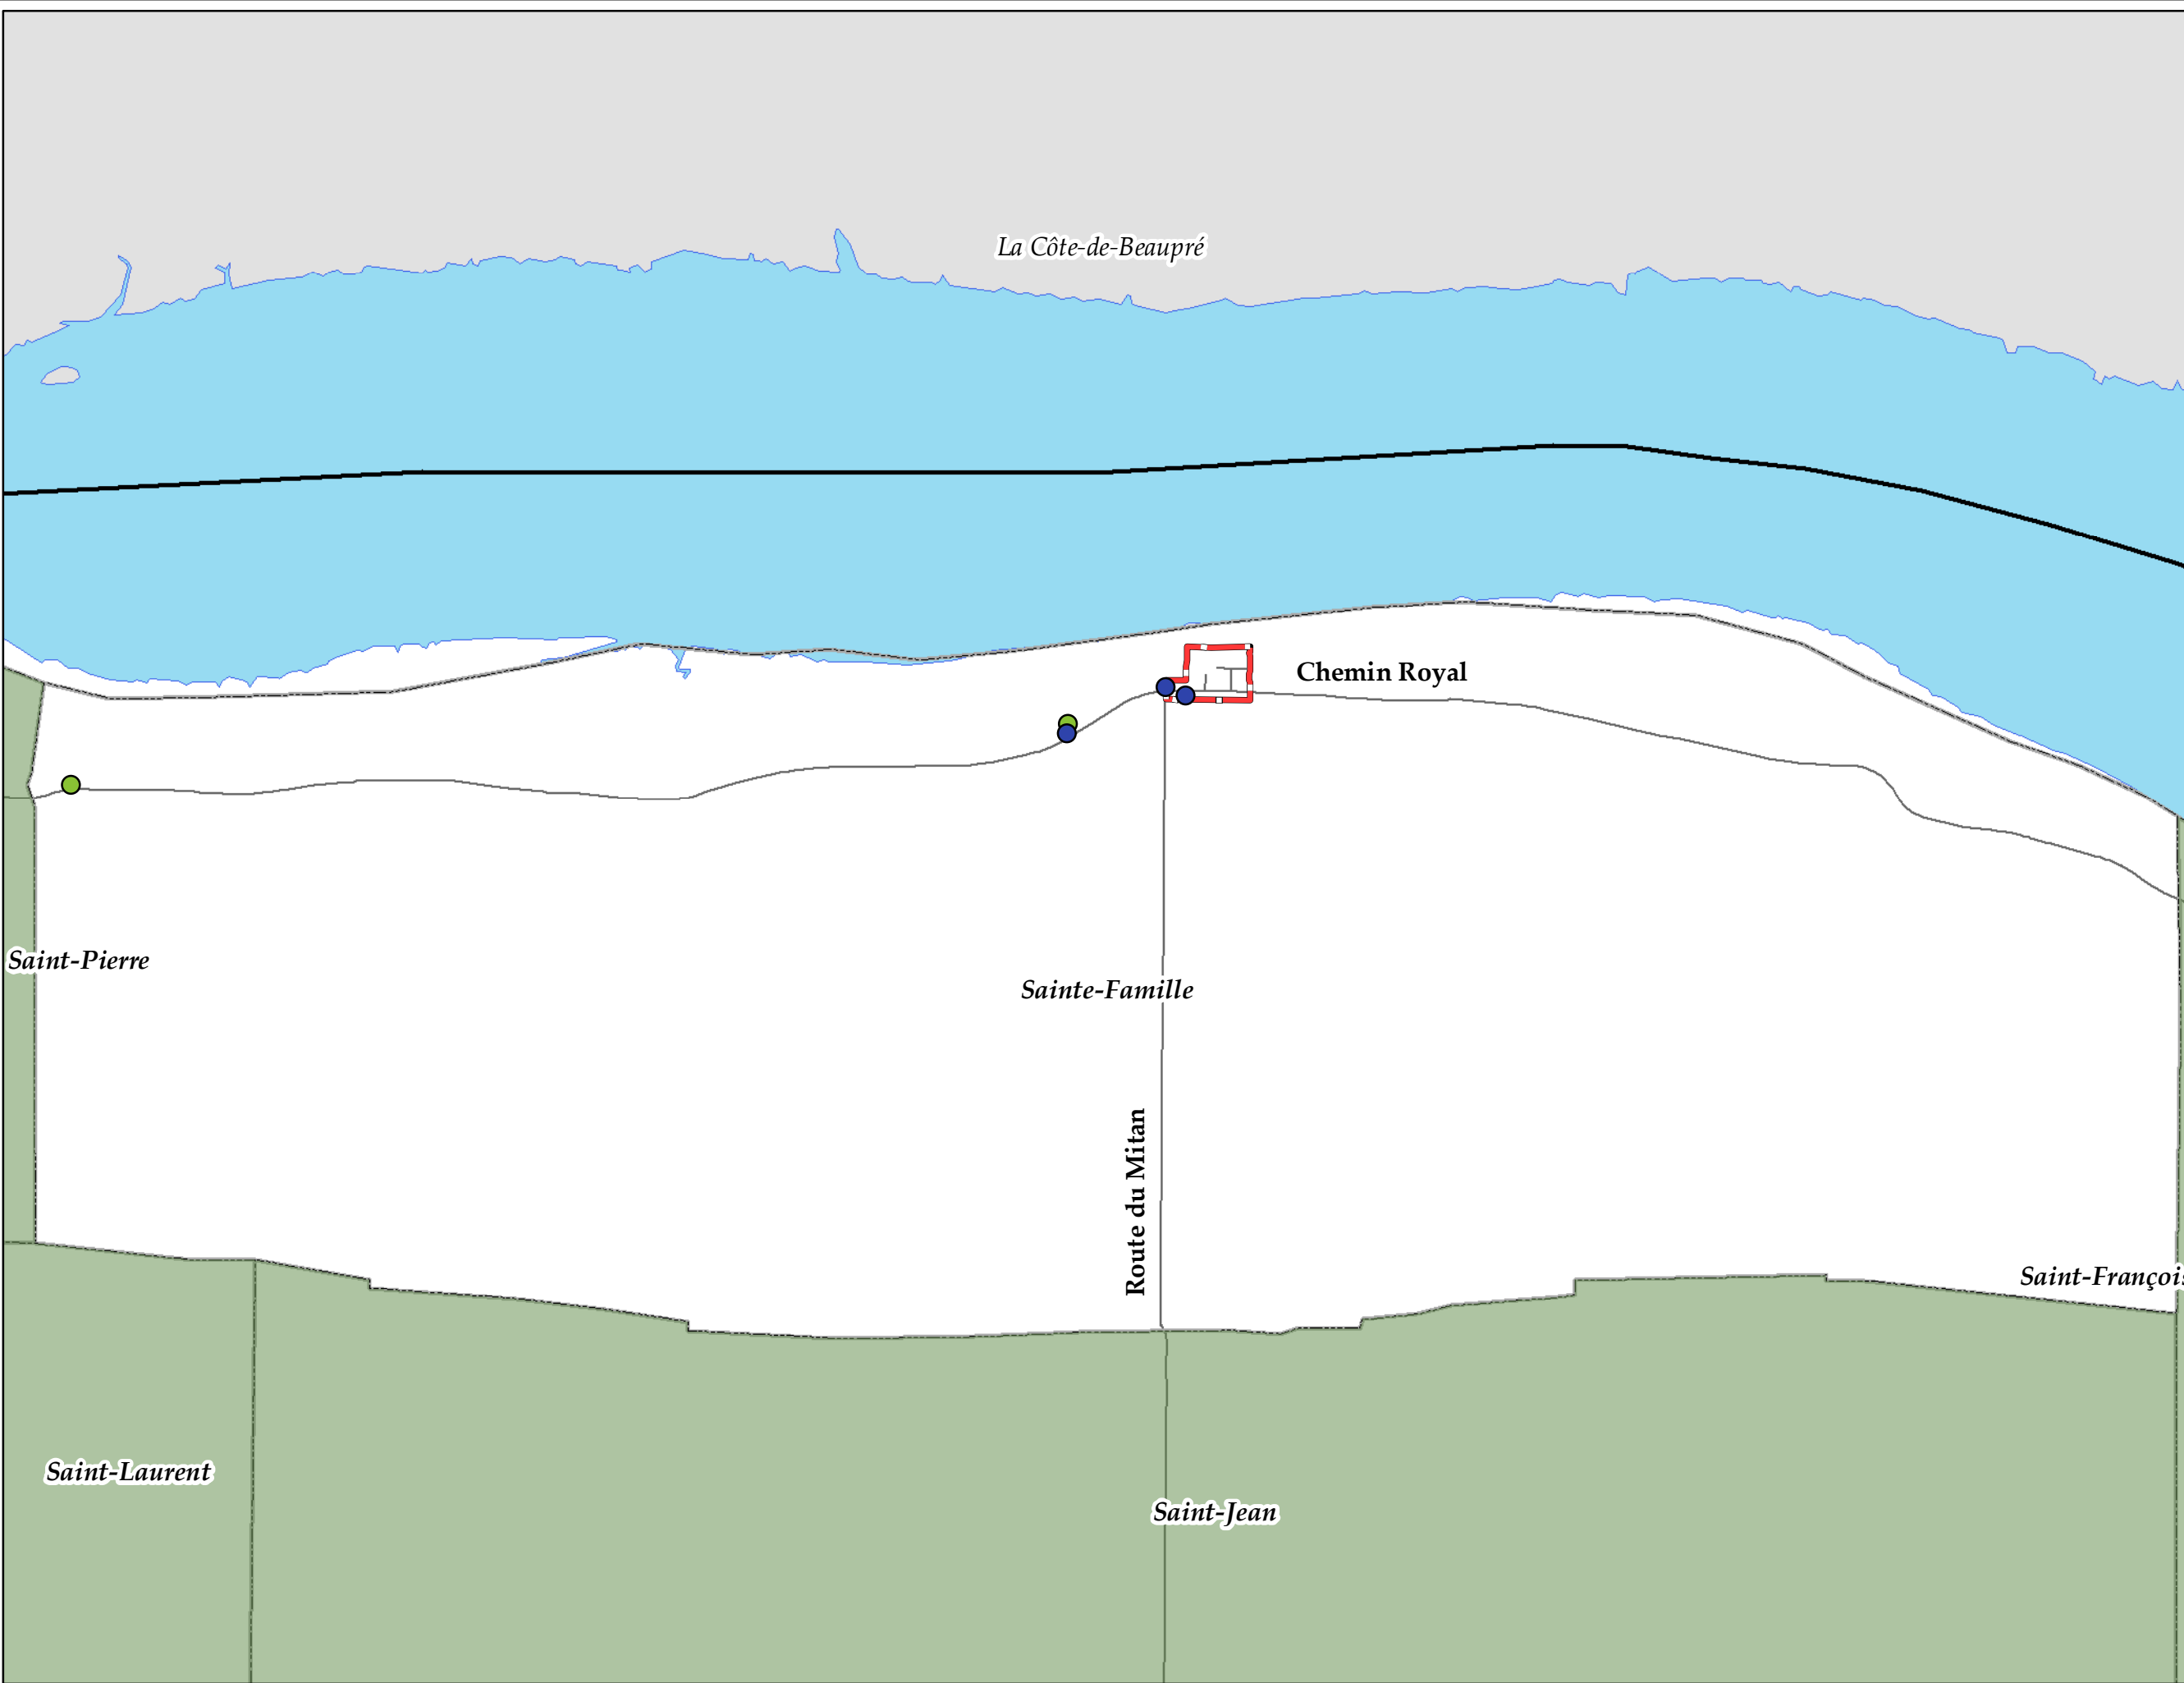 La Côte-de-Beaupré
Chemin Royal
Saint-Pierre
Sainte-Famille
Route du Mitan
Saint-François
Saint-Laurent
Saint-Jean